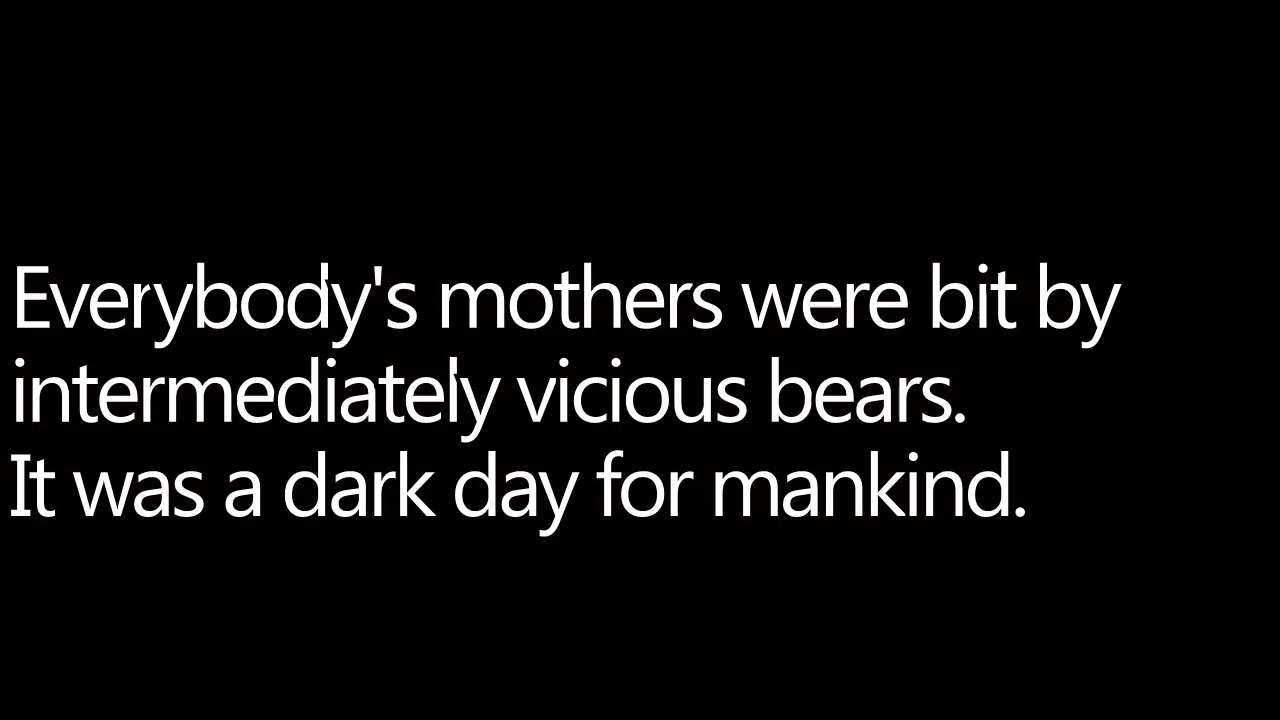 Everybody's mothers were bit by
intermediately vicious bears.
It was a dark day for mankind.